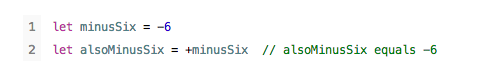 1 let minusSix = -6
2 let alsoMinusSix = +minusSix  // alsoMinusSix equals -6